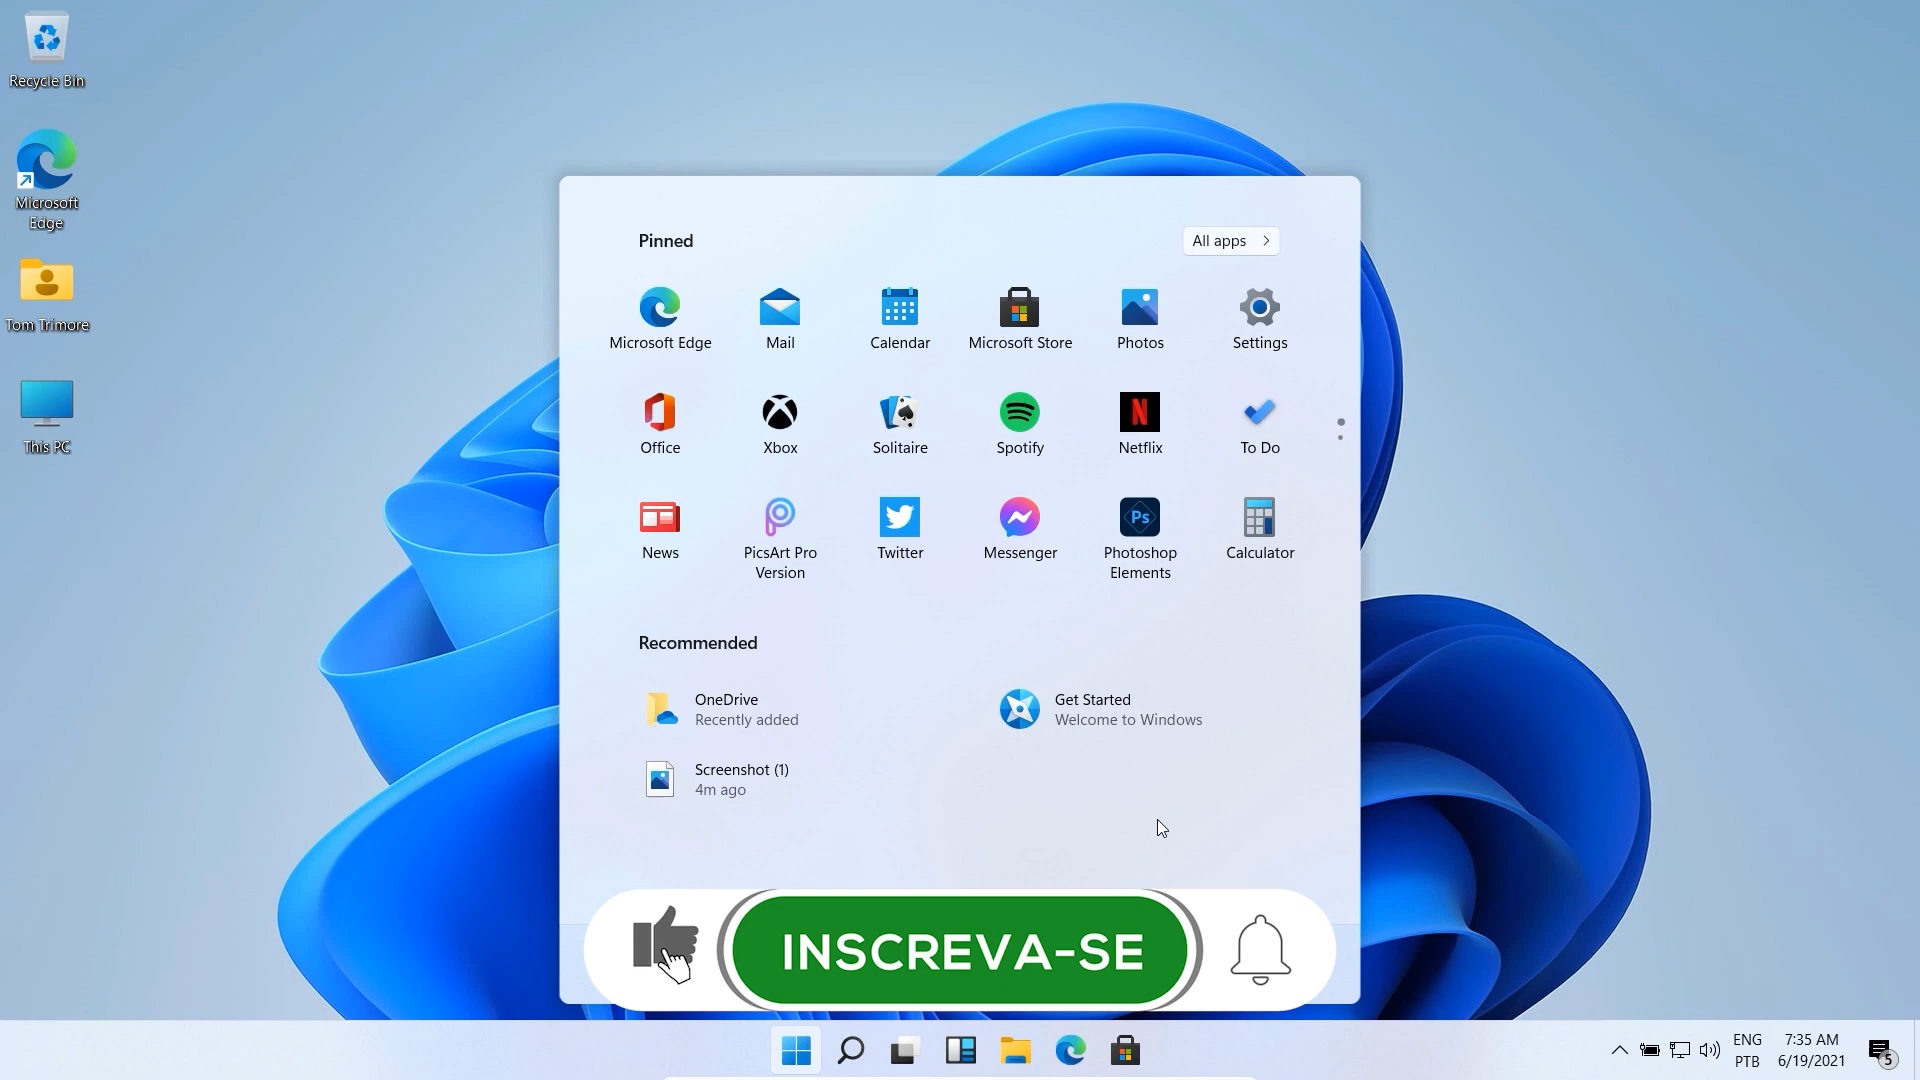 Recycle Bin
Microsoft
Edge
Tom Trimore
This PC
Pinned
All apps
Microsoft Edge
Mail
Calendar
Microsoft Store
Photos
Settings
Office
Xbox
Solitaire
Spotify
Netflix
To Do
News
PicsArt Pro
Version
Twitter
Messenger
Ps
Photoshop
Elements
Calculator
Recommended
OneDrive
Recently added
Get Started
Welcome to Windows
Screenshot (1)
4m ago
INSCREVA-SE
ENG
PTB
7:35 AM
6/19/2021
5